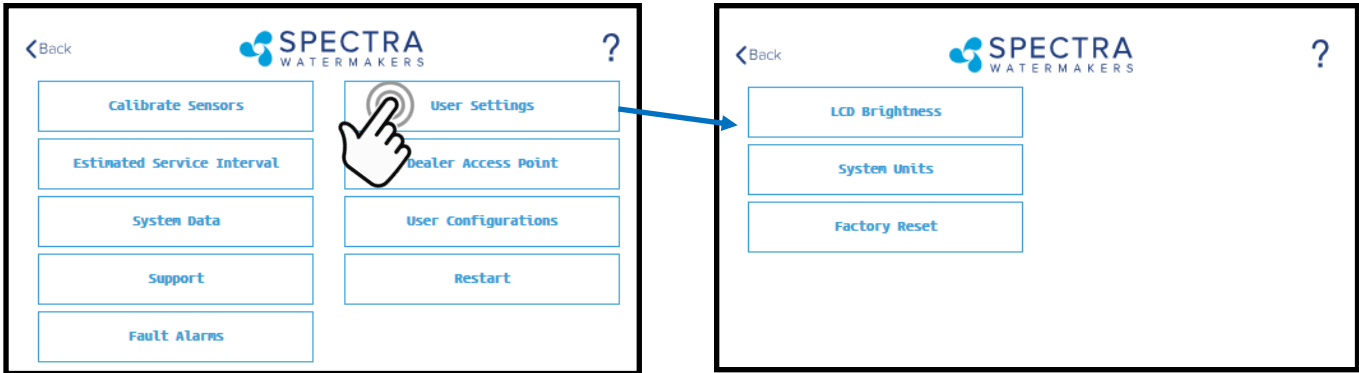 Back
SPECTRA
WATERMAKERS
?
Calibrate Sensors
User Settings
Estimated Service Interval
Dealer Access Point
System Data
User Configurations
Support
Restart
Fault Alarms
Back
SPECTRA
WATERMAKERS
?
LCD Brightness
System Units
Factory Reset